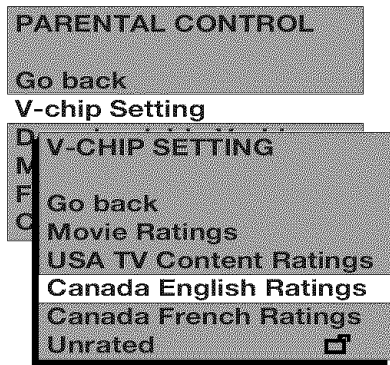 PARENTAL CONTROL
Go back
V-chip Setting
V-CHIP SETTING
Go back
Movie Ratings
USA TV Content Ratings
Canada English Ratings
Canada French Ratings
Unrated